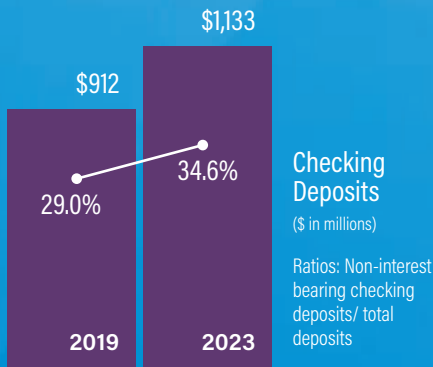 $1,133
$912
34.6%
29.0%
2019
2023
Checking
Deposits
($ in millions)
Ratios: Non-interest
bearing checking
deposits/ total
deposits